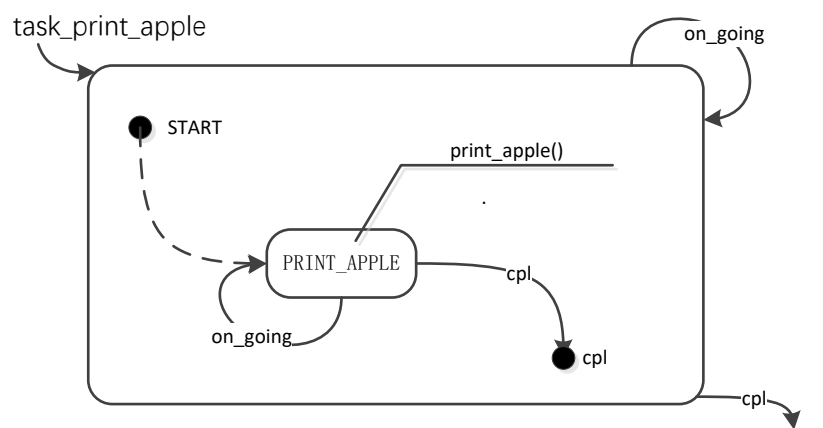 task_print_apple
on_going
START
print_apple()
.
PRINT_APPLE
cpl
on_going
cpl
cpl